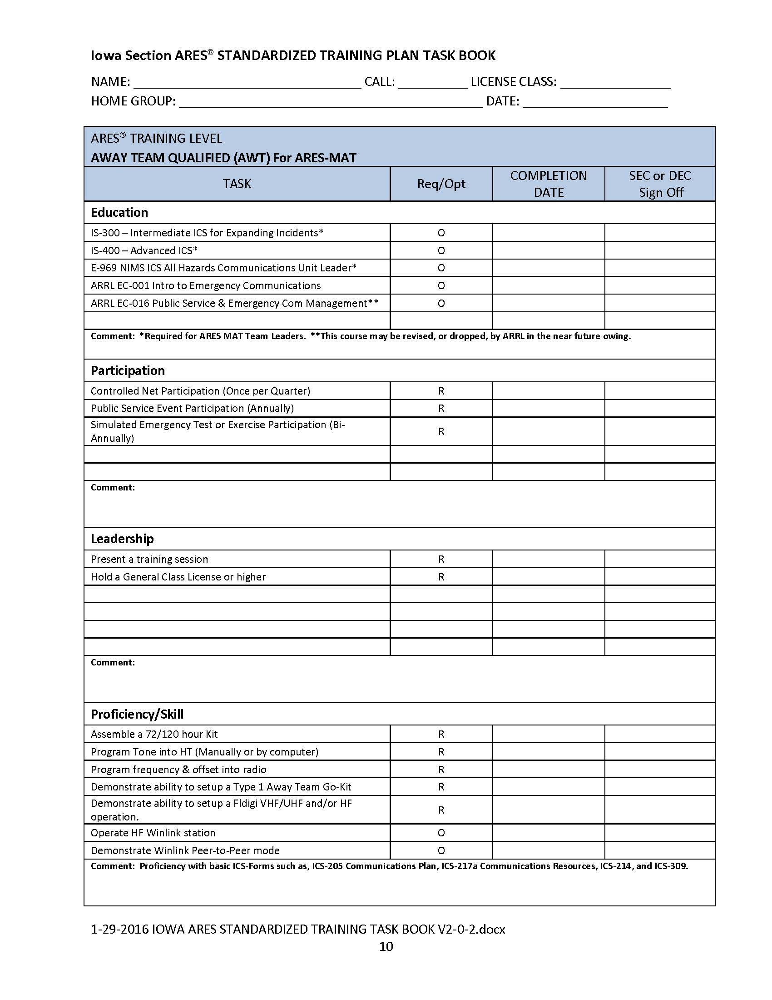 Iowa Section ARES® STANDARDIZED TRAINING PLAN TASK BOOK
NAME: _________________________________ CALL: __________ LICENSE CLASS: ________________
HOME GROUP: ____________________________________________ DATE: _____________________
ARES® TRAINING LEVEL
AWAY TEAM QUALIFIED (AWT) For ARES-MAT
TASK Req/Opt COMPLETION DATE SEC or DEC Sign Off
Education
IS-300 – Intermediate ICS for Expanding Incidents* O
IS-400 – Advanced ICS* O
E-969 NIMS ICS All Hazards Communications Unit Leader* O
ARRL EC-001 Intro to Emergency Communications O
ARRL EC-016 Public Service & Emergency Com Management** O
Comment: *Required for ARES MAT Team Leaders. **This course may be revised, or dropped, by ARRL in the near future owing.
Participation
Controlled Net Participation (Once per Quarter) R
Public Service Event Participation (Annually) R
Simulated Emergency Test or Exercise Participation (Bi-
Annually) R
Comment:
Leadership
Present a training session R
Hold a General Class License or higher R
Comment:
Proficiency/Skill
Assemble a 72/120 hour Kit R
Program Tone into HT (Manually or by computer) R
Program frequency & offset into radio R
Demonstrate ability to setup a Type 1 Away Team Go-Kit R
Demonstrate ability to setup a Fldigi VHF/UHF and/or HF
operation. R
Operate HF Winlink station O
Demonstrate Winlink Peer-to-Peer mode O
Comment: Proficiency with basic ICS-Forms such as, ICS-205 Communications Plan, ICS-217a Communications Resources, ICS-214, and ICS-309.
1-29-2016 IOWA ARES STANDARDIZED TRAINING TASK BOOK V2-0-2.docx
10